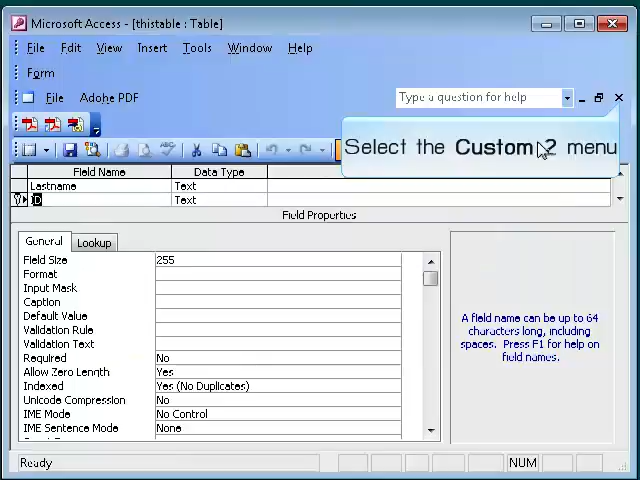 Microsoft Access - [thistable : Table]
File Edit View Insert Tools Window Help
Form
File Adobe PDF Type a question for help
Select the Custom 2 menu
Field Name Data Type
Lastname Text
ID Text
Field Properties
General Lookup
Field Size 255
Format
Input Mask
Caption
Default Value
Validation Rule
Validation Text
Required No
Allow Zero Length Yes
Indexed Yes (No Duplicates)
Unicode Compression No
IME Mode No Control
IME Sentence Mode None
A field name can be up to 64
characters long, including
spaces. Press F1 for help on
field names.
Ready NUM